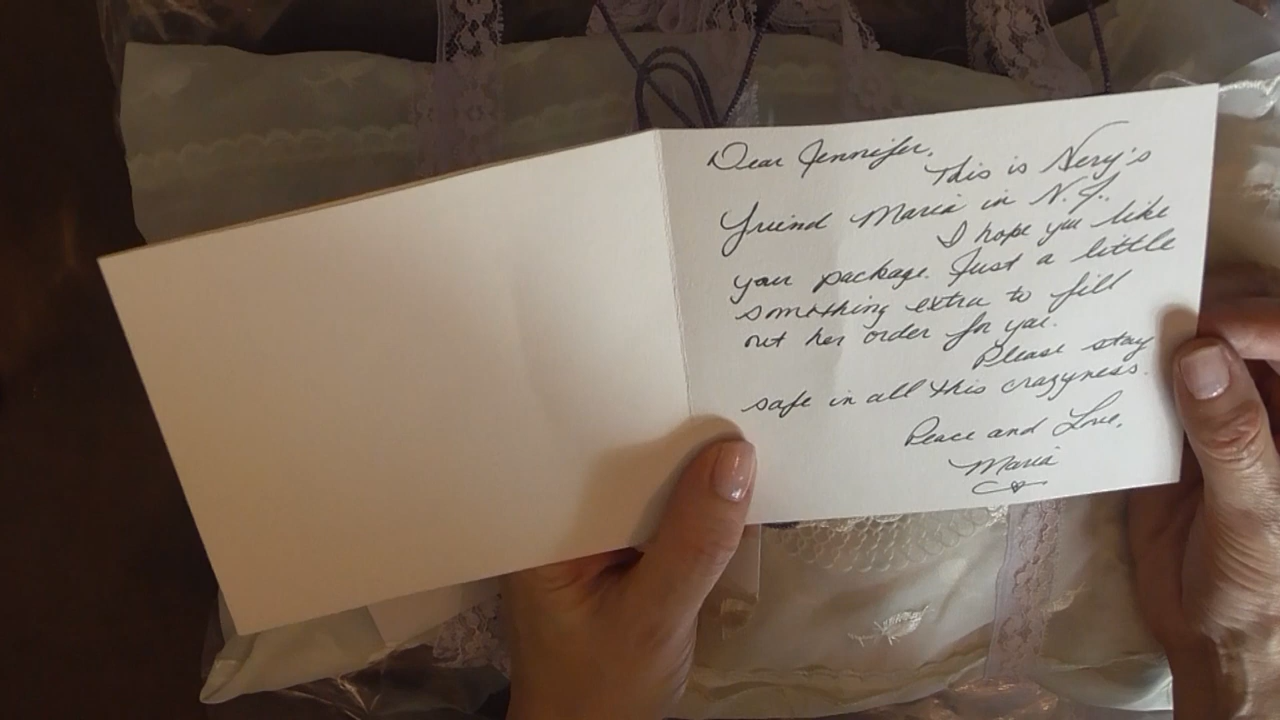 Dear Jennifer,
This is Nery's
friend Maria in N.J..
I hope you like
your package. Just a little
something extra to fill
out her order for you.
Please stay
safe in all this crazyness.
Peace and Love,
Maria